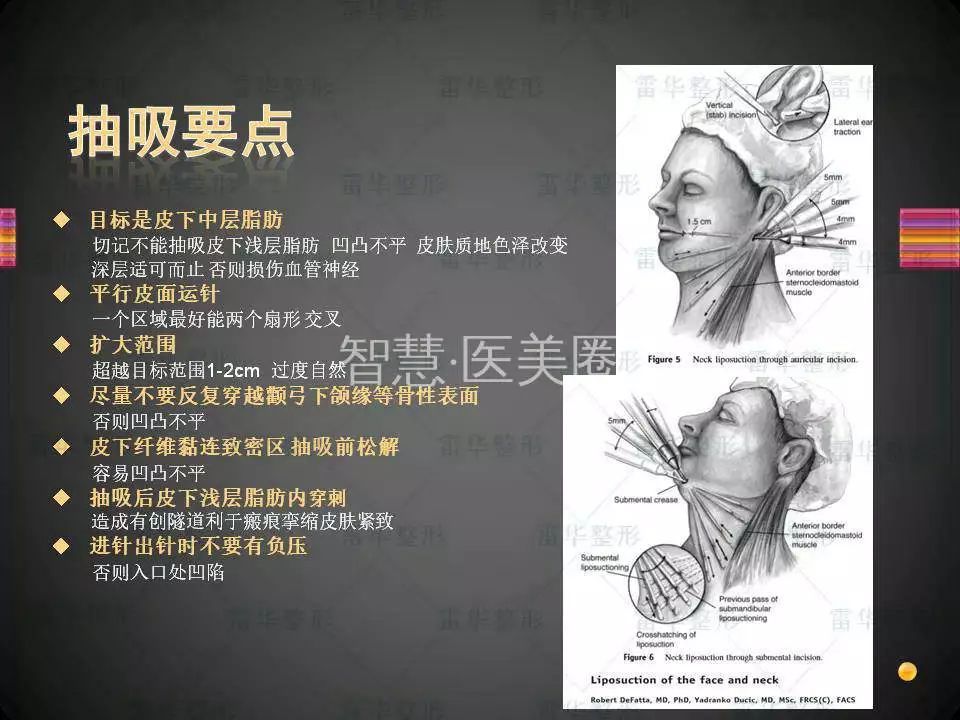 抽吸要点
◆ 目标是皮下中层脂肪
切记不能抽吸皮下浅层脂肪 凹凸不平 皮肤质地色泽改变
深层适可而止 否则损伤血管神经
◆ 平行皮面运针
一个区域最好能两个扇形 交叉
◆ 扩大范围
超越目标范围1-2cm 过度自然
◆ 尽量不要反复穿越颧弓下颌缘等骨性表面
否则凹凸不平
◆ 皮下纤维黏连致密区 抽吸前松解
容易凹凸不平
◆ 抽吸后皮下浅层脂肪内穿刺
造成有创隧道利于瘢痕挛缩皮肤紧致
◆ 进针出针时不要有负压
否则入口处凹陷
智慧·医美圈
雷华整形
Vertical
(stab) incision
Lateral ear
traction
5mm
5mm
4mm
4mm
1.5 cm
Anterior border
sternocleidomastoid
muscle
Figure 5 Neck liposuction through auricular incision.
5mm
Submental crease
Anterior border
sternocleidomastoid
muscle
Submental
liposuctioning
Previous pass of
submandibular
liposuctioning
Crosshatching of
liposuction
Figure 6 Neck liposuction through submental incision.
Liposuction of the face and neck
Robert DeFatta, MD, PhD, Yadranko Ducic, MD, MSc, FRCS(C), FACS